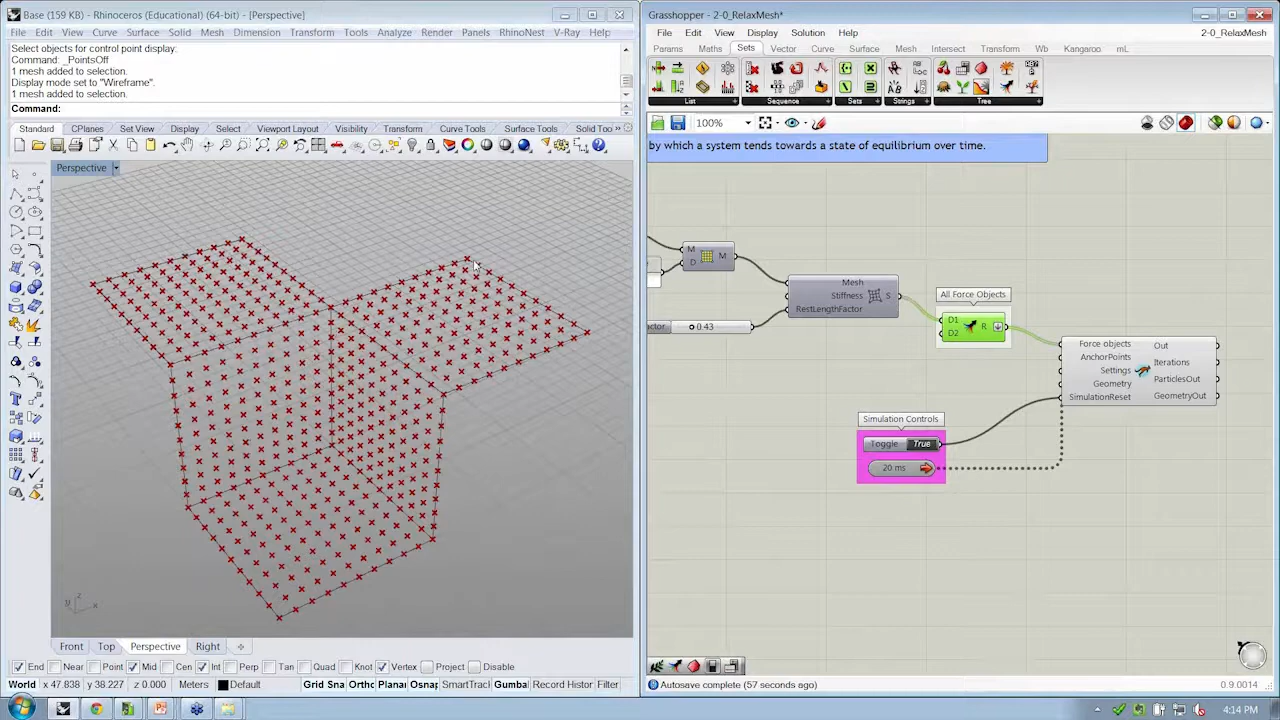 Base (159 KB) - Rhinoceros (Educational) (64-bit) - [Perspective]
File Edit View Curve Surface Solid Mesh Dimension Transform Tools Analyze Render Panels V-Ray RhinoNest Help
Select objects for control point display:
Command: _PointsOff
1 mesh added to selection.
Display mode set to "Wireframe".
1 mesh added to selection.
Command:
Standard CPlanes Set View Display Select Viewport Layout Visibility Transform Curve Tools Surface Tools Solid Too »
Perspective
z
y x
Front Top Perspective Right
End Near Point Mid Cen Int Perp Tan Quad Knot Vertex Project Disable
World x 47.838 y 38.227 z 0.000 Meters Default Grid Sna Ortho Planar Osnap SmartTrack Gumba Record Histor Filter
Grasshopper - 2-0_RelaxMesh*
File Edit View Display Solution Help 2-0_RelaxMesh*
Params Maths Sets Vector Curve Surface Mesh Intersect Transform Wb Kangaroo mL
List Sequence Sets Strings Tree
100%
by which a system tends towards a state of equilibrium over time.
M
D
M
Mesh
Stiffness
RestLengthFactor
S
actor 0.43
All Force Objects
D1
D2
R
Force objects
AnchorPoints
Settings
Geometry
SimulationReset
Out
Iterations
ParticlesOut
GeometryOut
Simulation Controls
Toggle True
20 ms
Autosave complete (57 seconds ago) 0.9.0014
4:14 PM